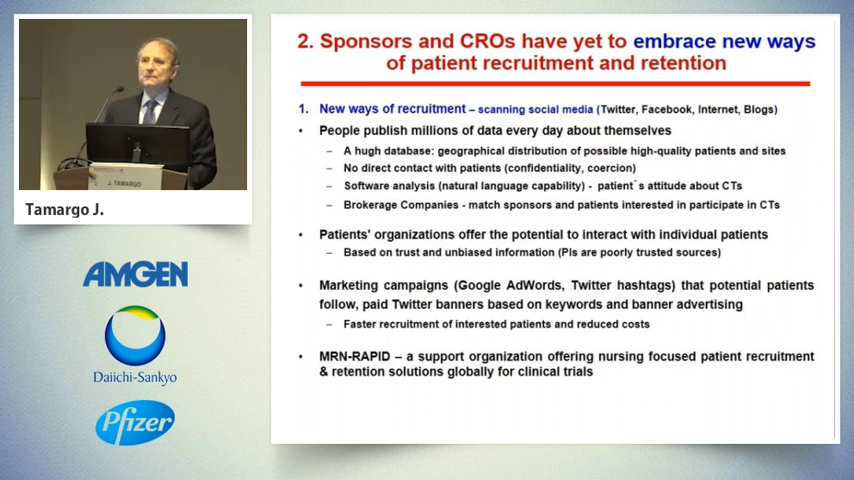 2. Sponsors and CROs have yet to embrace new ways
of patient recruitment and retention
1. New ways of recruitment – scanning social media (Twitter, Facebook, Internet, Blogs)
• People publish millions of data every day about themselves
– A hugh database: geographical distribution of possible high-quality patients and sites
– No direct contact with patients (confidentiality, coercion)
– Software analysis (natural language capability) - patient´s attitude about CTs
– Brokerage Companies - match sponsors and patients interested in participate in CTs
• Patients' organizations offer the potential to interact with individual patients
– Based on trust and unbiased information (PIs are poorly trusted sources)
• Marketing campaigns (Google AdWords, Twitter hashtags) that potential patients
follow, paid Twitter banners based on keywords and banner advertising
– Faster recruitment of interested patients and reduced costs
• MRN-RAPID – a support organization offering nursing focused patient recruitment
& retention solutions globally for clinical trials
J. TAMARGO
Tamargo J.
AMGEN
Daiichi-Sankyo
Pfizer